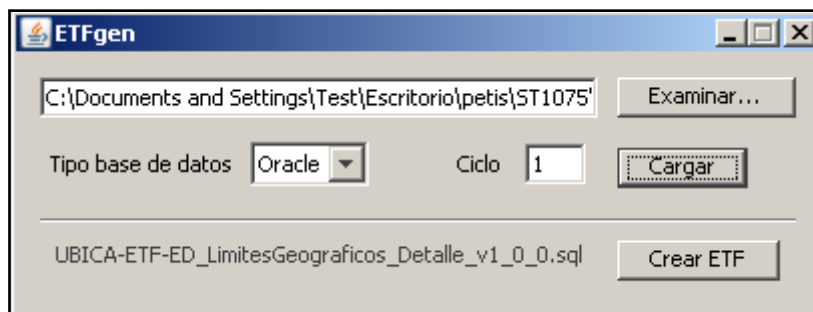 ETFgen
C:\Documents and Settings\Test\Escritorio\petis\ST1075'
Examinar...
Tipo base de datos Oracle Ciclo 1 Cargar
UBICA-ETF-ED_LimitesGeograficos_Detalle_v1_0_0.sql Crear ETF